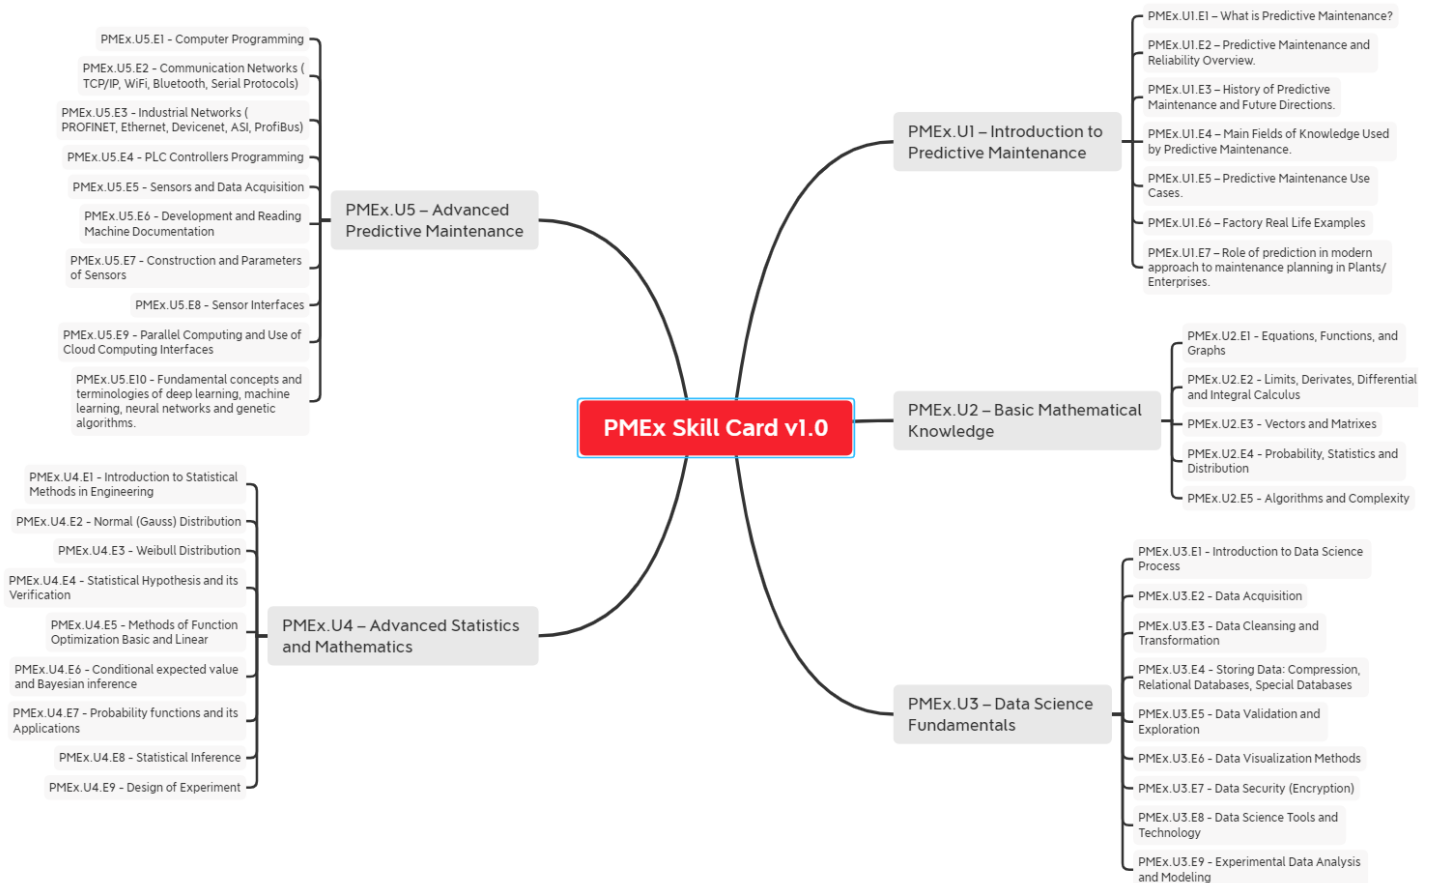 PMEx Skill Card v1.0
PMEx.U1 – Introduction to
Predictive Maintenance
PMEx.U1.E1 – What is Predictive Maintenance?
PMEx.U1.E2 – Predictive Maintenance and
Reliability Overview.
PMEx.U1.E3 – History of Predictive
Maintenance and Future Directions.
PMEx.U1.E4 – Main Fields of Knowledge Used
by Predictive Maintenance.
PMEx.U1.E5 – Predictive Maintenance Use
Cases.
PMEx.U1.E6 – Factory Real Life Examples
PMEx.U1.E7 – Role of prediction in modern
approach to maintenance planning in Plants/
Enterprises.
PMEx.U2 – Basic Mathematical
Knowledge
PMEx.U2.E1 - Equations, Functions, and
Graphs
PMEx.U2.E2 - Limits, Derivates, Differential
and Integral Calculus
PMEx.U2.E3 - Vectors and Matrixes
PMEx.U2.E4 - Probability, Statistics and
Distribution
PMEx.U2.E5 - Algorithms and Complexity
PMEx.U3 – Data Science
Fundamentals
PMEx.U3.E1 - Introduction to Data Science
Process
PMEx.U3.E2 - Data Acquisition
PMEx.U3.E3 - Data Cleansing and
Transformation
PMEx.U3.E4 - Storing Data: Compression,
Relational Databases, Special Databases
PMEx.U3.E5 - Data Validation and
Exploration
PMEx.U3.E6 - Data Visualization Methods
PMEx.U3.E7 - Data Security (Encryption)
PMEx.U3.E8 - Data Science Tools and
Technology
PMEx.U3.E9 - Experimental Data Analysis
and Modeling
PMEx.U5 – Advanced
Predictive Maintenance
PMEx.U5.E1 - Computer Programming
PMEx.U5.E2 - Communication Networks (
TCP/IP, WiFi, Bluetooth, Serial Protocols)
PMEx.U5.E3 - Industrial Networks (
PROFINET, Ethernet, Devicenet, ASI, ProfiBus)
PMEx.U5.E4 - PLC Controllers Programming
PMEx.U5.E5 - Sensors and Data Acquisition
PMEx.U5.E6 - Development and Reading
Machine Documentation
PMEx.U5.E7 - Construction and Parameters
of Sensors
PMEx.U5.E8 - Sensor Interfaces
PMEx.U5.E9 - Parallel Computing and Use of
Cloud Computing Interfaces
PMEx.U5.E10 - Fundamental concepts and
terminologies of deep learning, machine
learning, neural networks and genetic
algorithms.
PMEx.U4 – Advanced Statistics
and Mathematics
PMEx.U4.E1 - Introduction to Statistical
Methods in Engineering
PMEx.U4.E2 - Normal (Gauss) Distribution
PMEx.U4.E3 - Weibull Distribution
PMEx.U4.E4 - Statistical Hypothesis and its
Verification
PMEx.U4.E5 - Methods of Function
Optimization Basic and Linear
PMEx.U4.E6 - Conditional expected value
and Bayesian inference
PMEx.U4.E7 - Probability functions and its
Applications
PMEx.U4.E8 - Statistical Inference
PMEx.U4.E9 - Design of Experiment